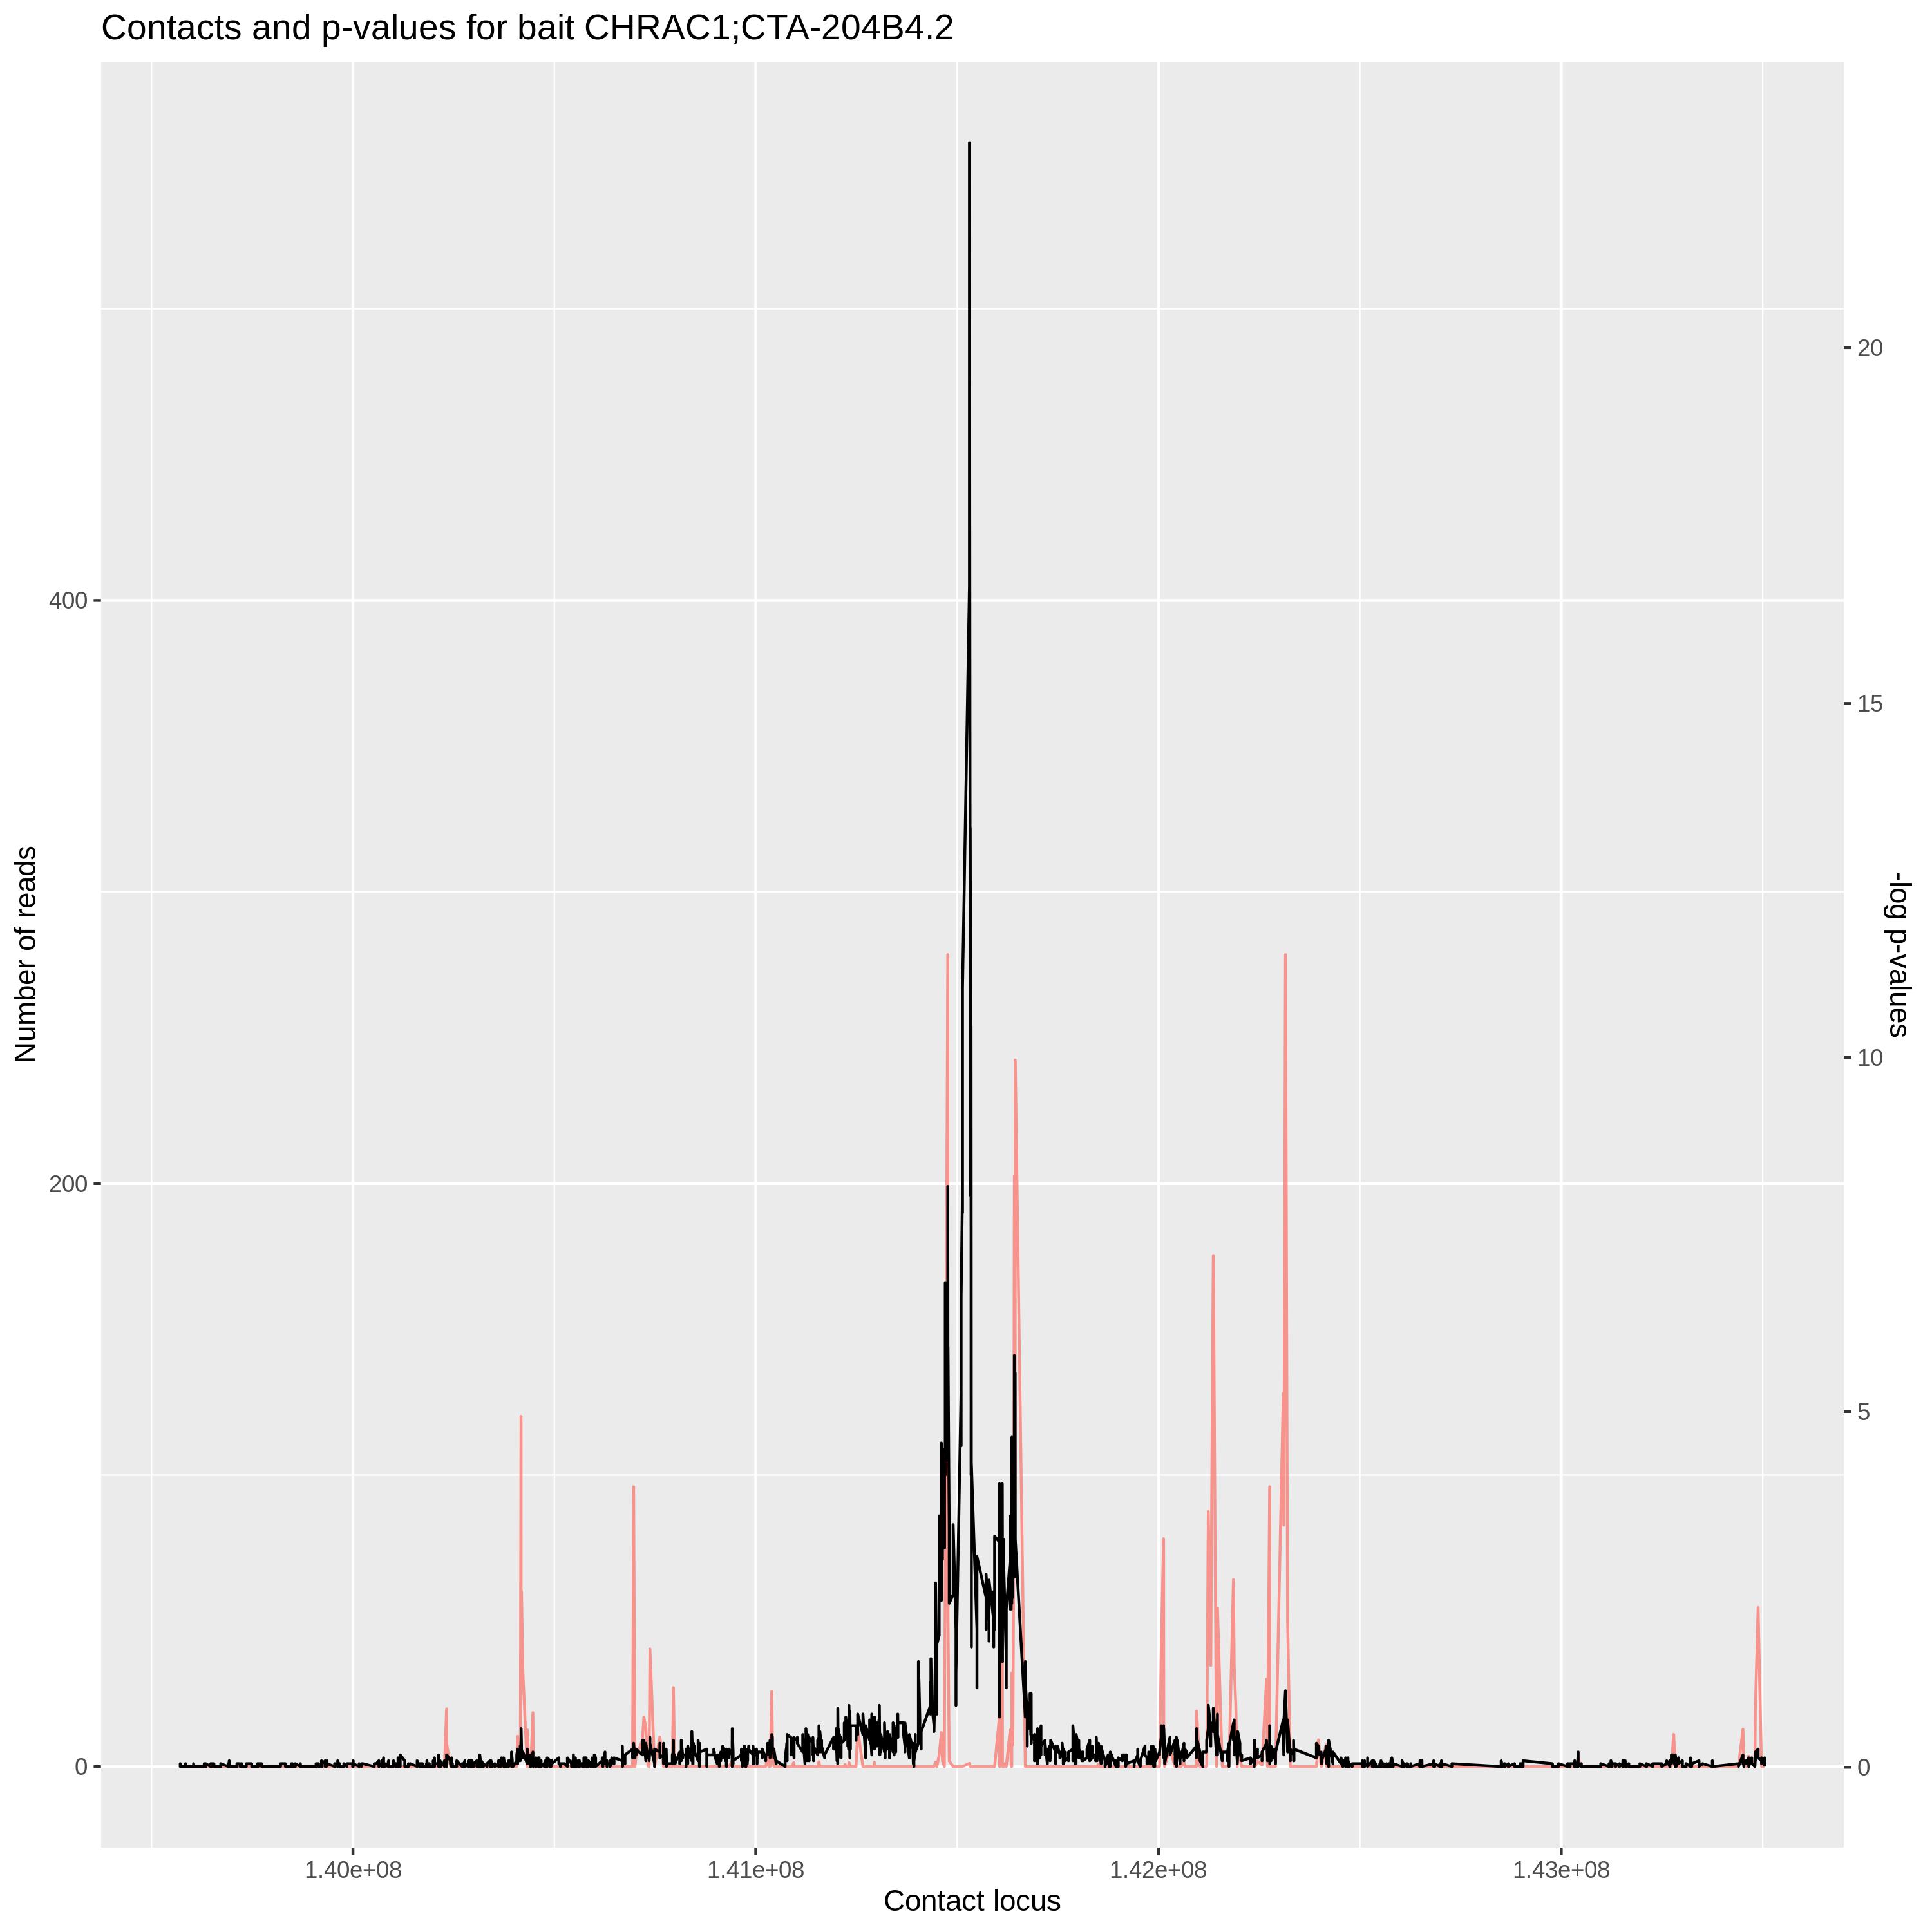 Contacts and p-values for bait CHRAC1;CTA-204B4.2
Number of reads
400
200
0
20
15
10
5
0
-log p-values
1.40e+08
1.41e+08
1.42e+08
1.43e+08
Contact locus